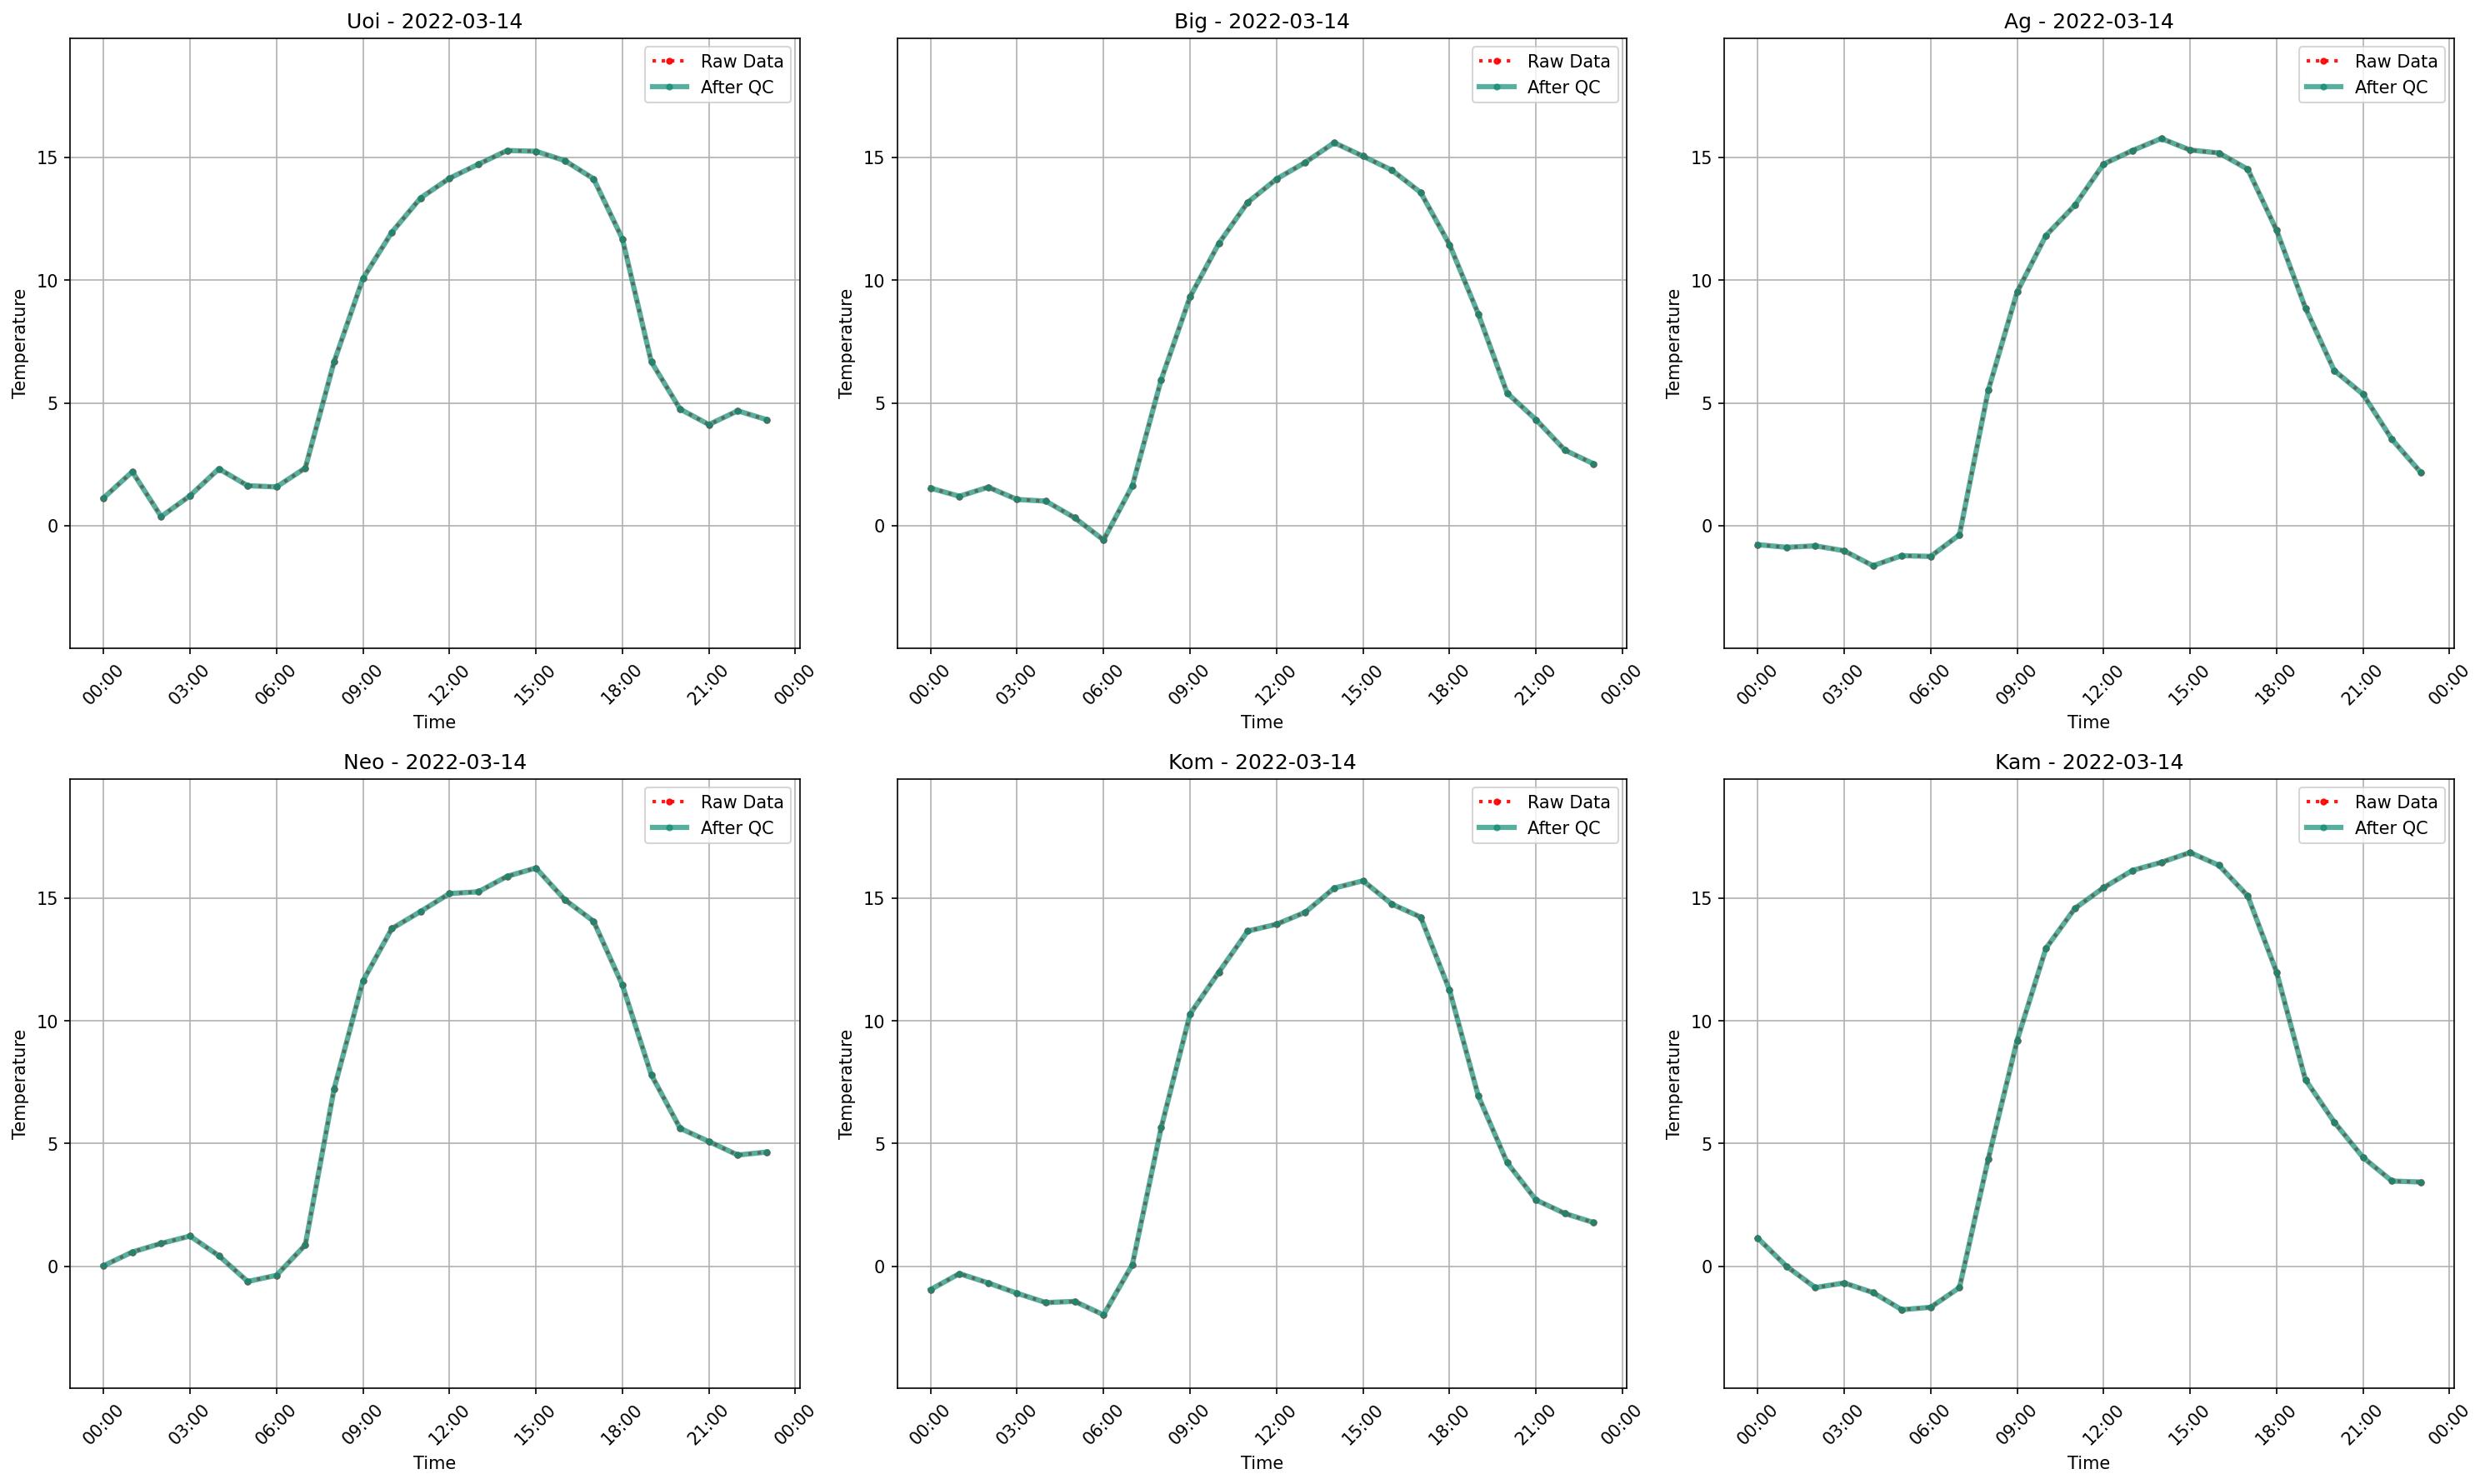 Uoi - 2022-03-14
Raw Data
After QC
15
10
5
0
Temperature
00:00
03:00
06:00
09:00
12:00
15:00
18:00
21:00
00:00
Time
Big - 2022-03-14
Raw Data
After QC
15
10
5
0
Temperature
00:00
03:00
06:00
09:00
12:00
15:00
18:00
21:00
00:00
Time
Ag - 2022-03-14
Raw Data
After QC
15
10
5
0
Temperature
00:00
03:00
06:00
09:00
12:00
15:00
18:00
21:00
00:00
Time
Neo - 2022-03-14
Raw Data
After QC
15
10
5
0
Temperature
00:00
03:00
06:00
09:00
12:00
15:00
18:00
21:00
00:00
Time
Kom - 2022-03-14
Raw Data
After QC
15
10
5
0
Temperature
00:00
03:00
06:00
09:00
12:00
15:00
18:00
21:00
00:00
Time
Kam - 2022-03-14
Raw Data
After QC
15
10
5
0
Temperature
00:00
03:00
06:00
09:00
12:00
15:00
18:00
21:00
00:00
Time